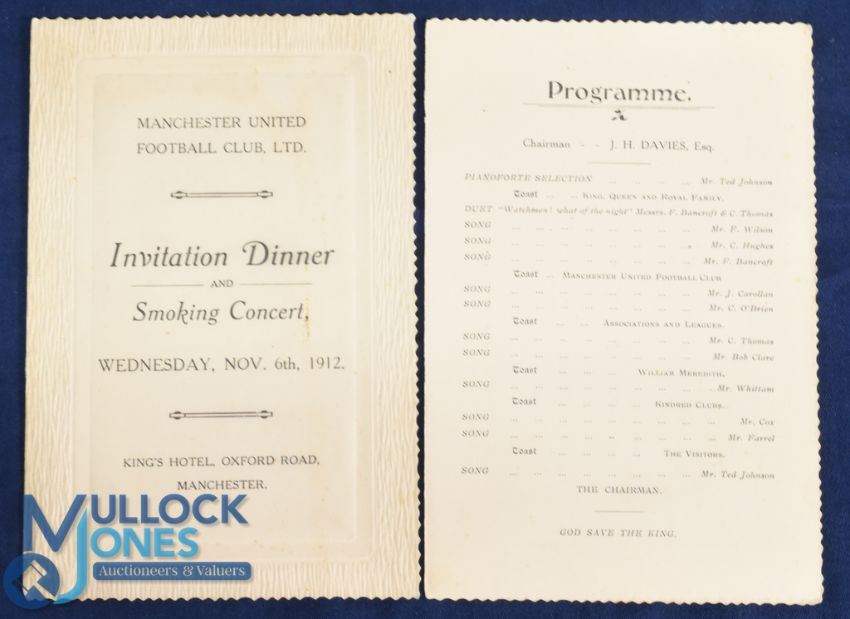 MANCHESTER UNITED
FOOTBALL CLUB, LTD.
Invitation Dinner
AND
Smoking Concert,
WEDNESDAY, NOV. 6th, 1912.
KING'S HOTEL, OXFORD ROAD,
MANCHESTER.
MULLOCK
JONES
Auctioneers & Valuers
Programme.
Chairman - - J. H. DAVIES, Esq.
PIANOFORTE SELECTION ... ... ... ... Mr. Ted Johnson
Toast ... ... KING, QUEEN AND ROYAL FAMILY.
DUET "Watchmen! what of the night" Messrs. F. Bancroft & C. Thomas
SONG ... ... ... ... ... ... ... ... Mr. F. Wilson
SONG ... ... ... ... ... ... ... Mr. C. Hughes
SONG ... ... ... ... ... ... ... ... Mr. F. Bancroft
Toast ... MANCHESTER UNITED FOOTBALL CLUB
SONG ... ... ... ... ... ... ... ... Mr. J. Carollan
SONG ... ... ... ... ... ... ... ... Mr. C. O'Brien
Toast ... ... ASSOCIATIONS AND LEAGUES.
SONG ... ... ... ... ... ... ... ... Mr. C. Thomas
SONG ... ... ... ... ... ... ... ... Mr. Bob Clare
Toast ... ... ... WILLIAM MEREDITH.
SONG ... ... ... ... ... ... ... ... Mr. Whittam
Toast ... ... ... ... KINDRED CLUBS.
SONG ... ... ... ... ... ... ... ... Mr. Cox
SONG ... ... ... ... ... ... ... ... Mr. Farrel
Toast ... ... ... ... THE VISITORS.
SONG ... ... ... ... ... ... ... ... Mr. Ted Johnson
THE CHAIRMAN.
GOD SAVE THE KING.